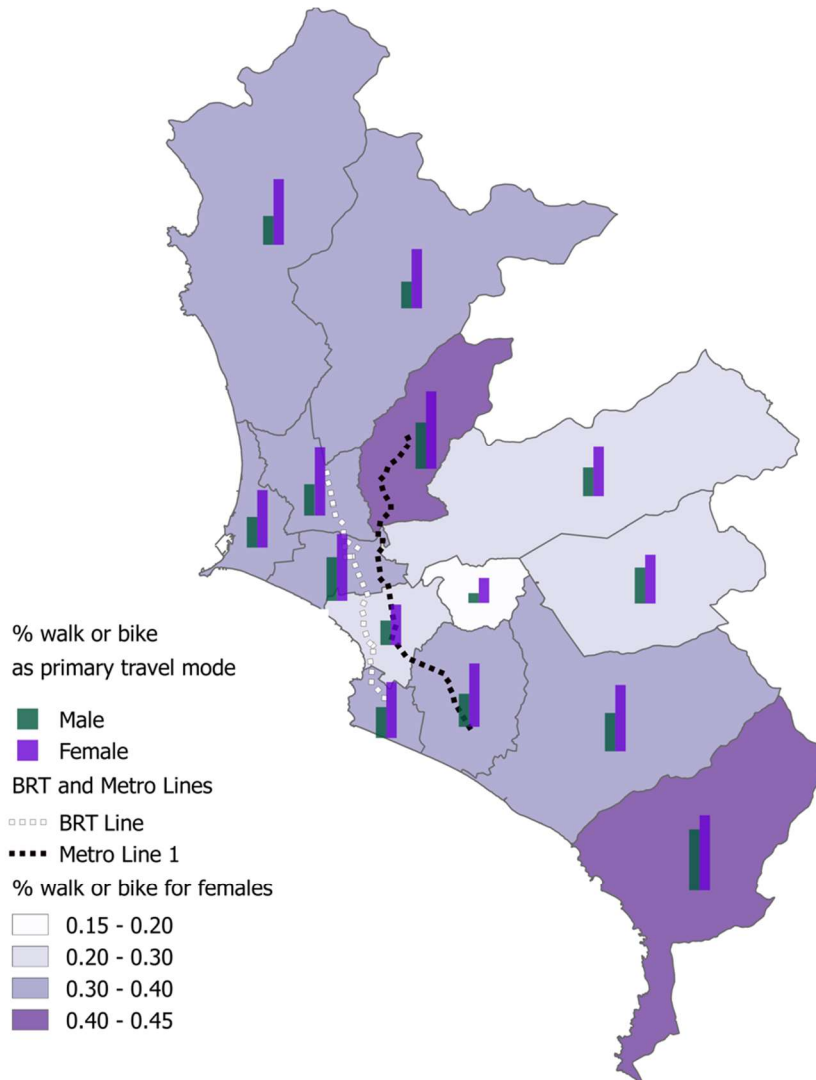 % walk or bike
as primary travel mode
Male
Female
BRT and Metro Lines
BRT Line
Metro Line 1
% walk or bike for females
0.15 - 0.20
0.20 - 0.30
0.30 - 0.40
0.40 - 0.45